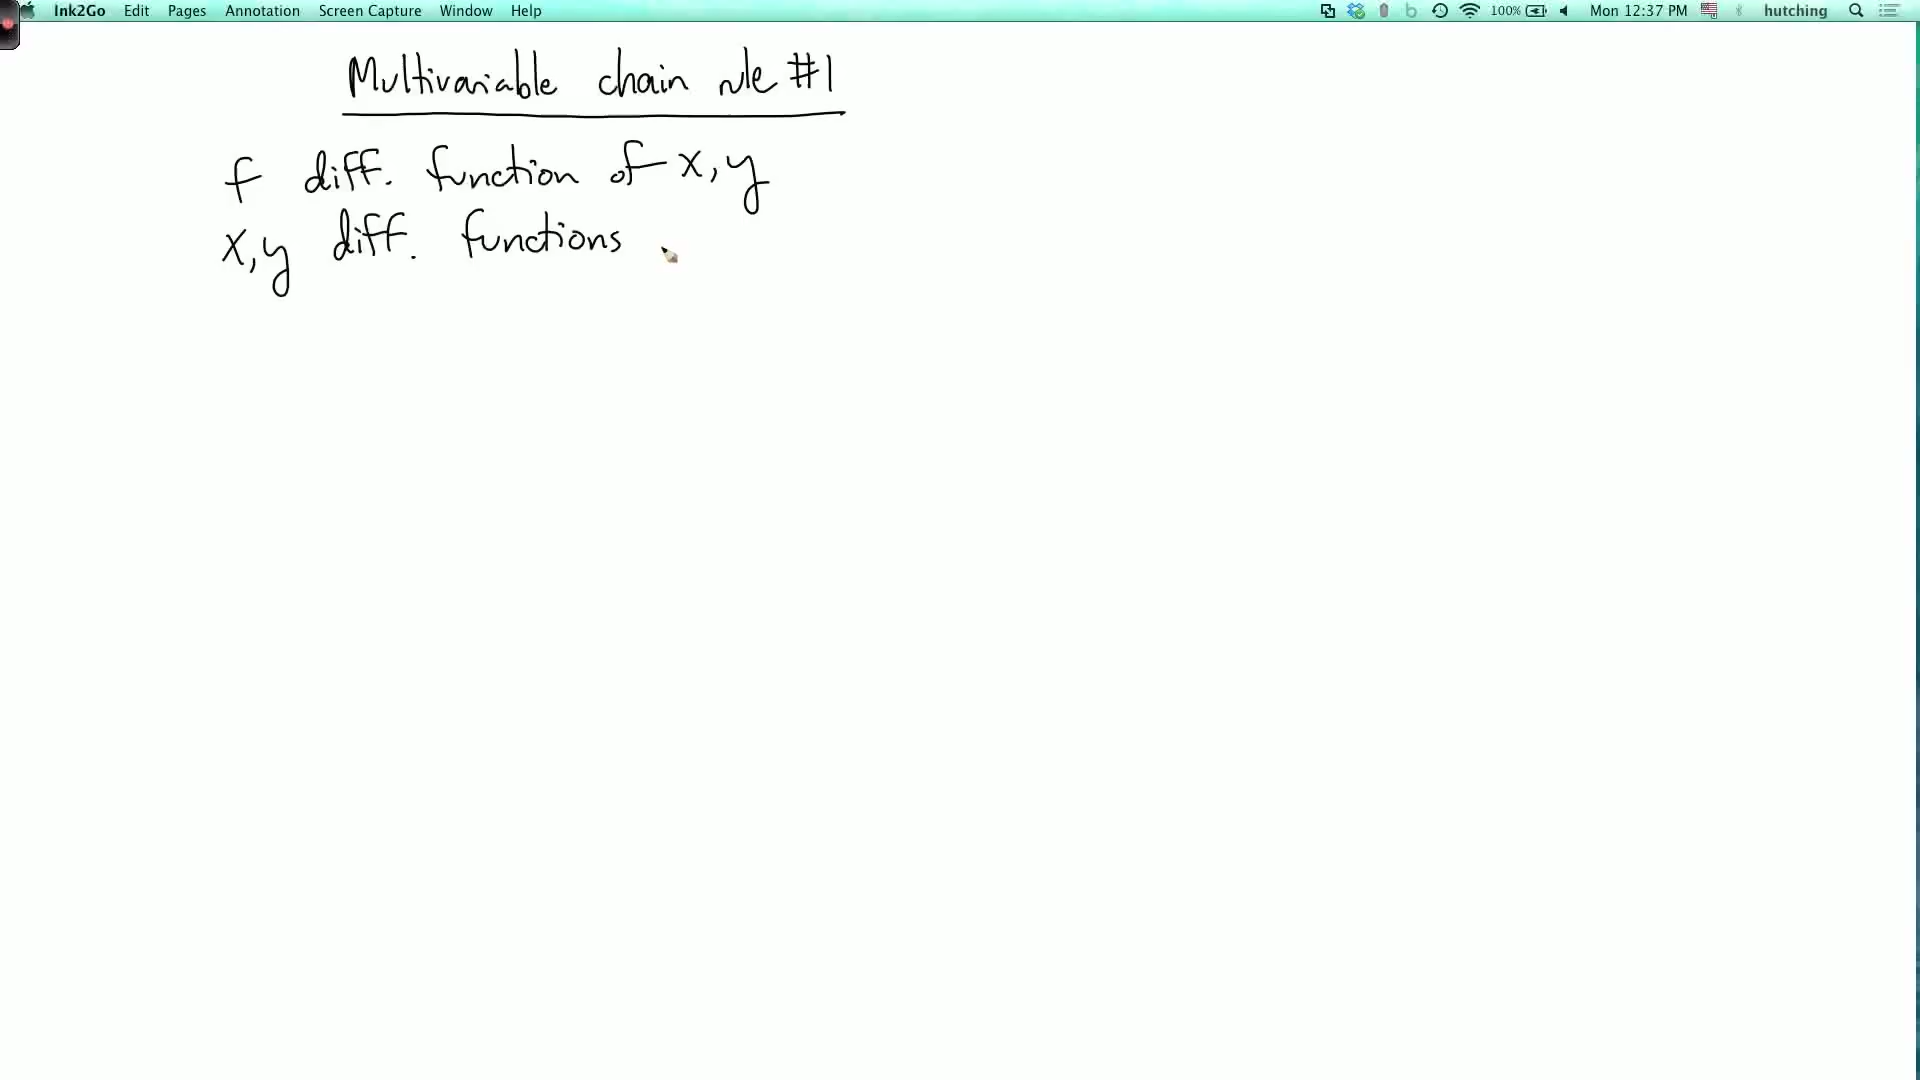 Ink2Go Edit Pages Annotation Screen Capture Window Help 100% Mon 12:37 PM hutching
Multivariable chain rule #1
f diff. function of x, y
x, y diff. functions